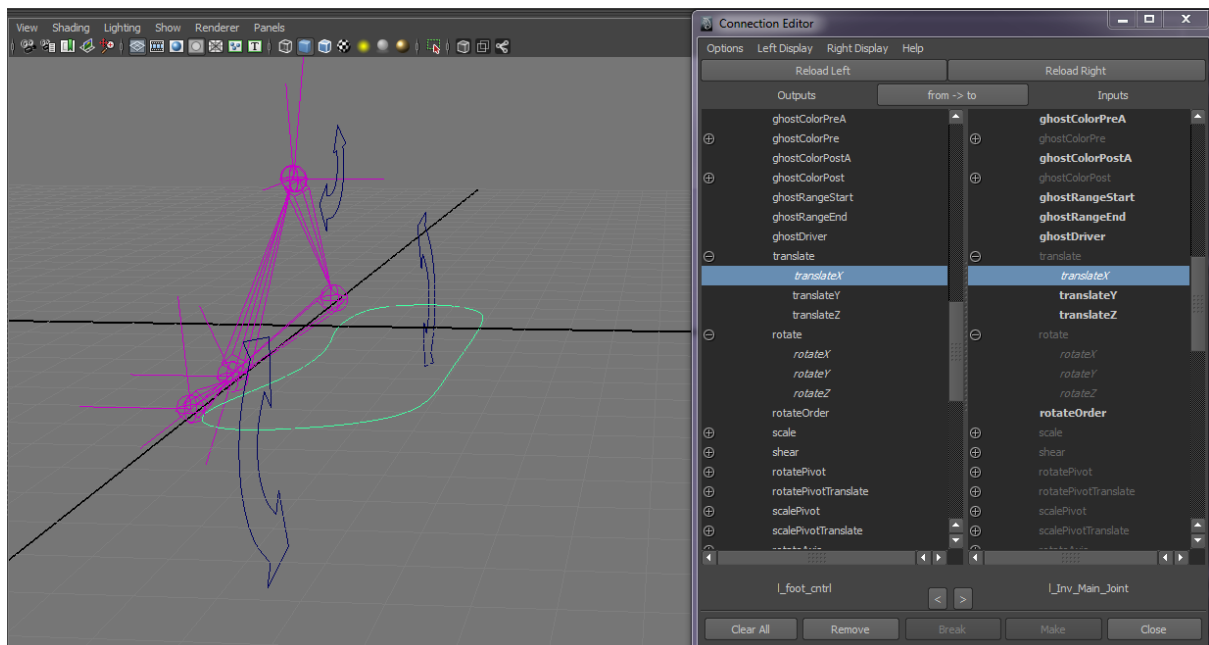 View Shading Lighting Show Renderer Panels
Connection Editor
Options Left Display Right Display Help
Reload Left Reload Right
Outputs from -> to Inputs
ghostColorPreA ghostColorPreA
ghostColorPre ghostColorPre
ghostColorPostA ghostColorPostA
ghostColorPost ghostColorPost
ghostRangeStart ghostRangeStart
ghostRangeEnd ghostRangeEnd
ghostDriver ghostDriver
translate translate
translateX translateX
translateY translateY
translateZ translateZ
rotate rotate
rotateX rotateX
rotateY rotateY
rotateZ rotateZ
rotateOrder rotateOrder
scale scale
shear shear
rotatePivot rotatePivot
rotatePivotTranslate rotatePivotTranslate
scalePivot scalePivot
scalePivotTranslate scalePivotTranslate
l_foot_cntrl < > l_Inv_Main_Joint
Clear All Remove Break Make Close